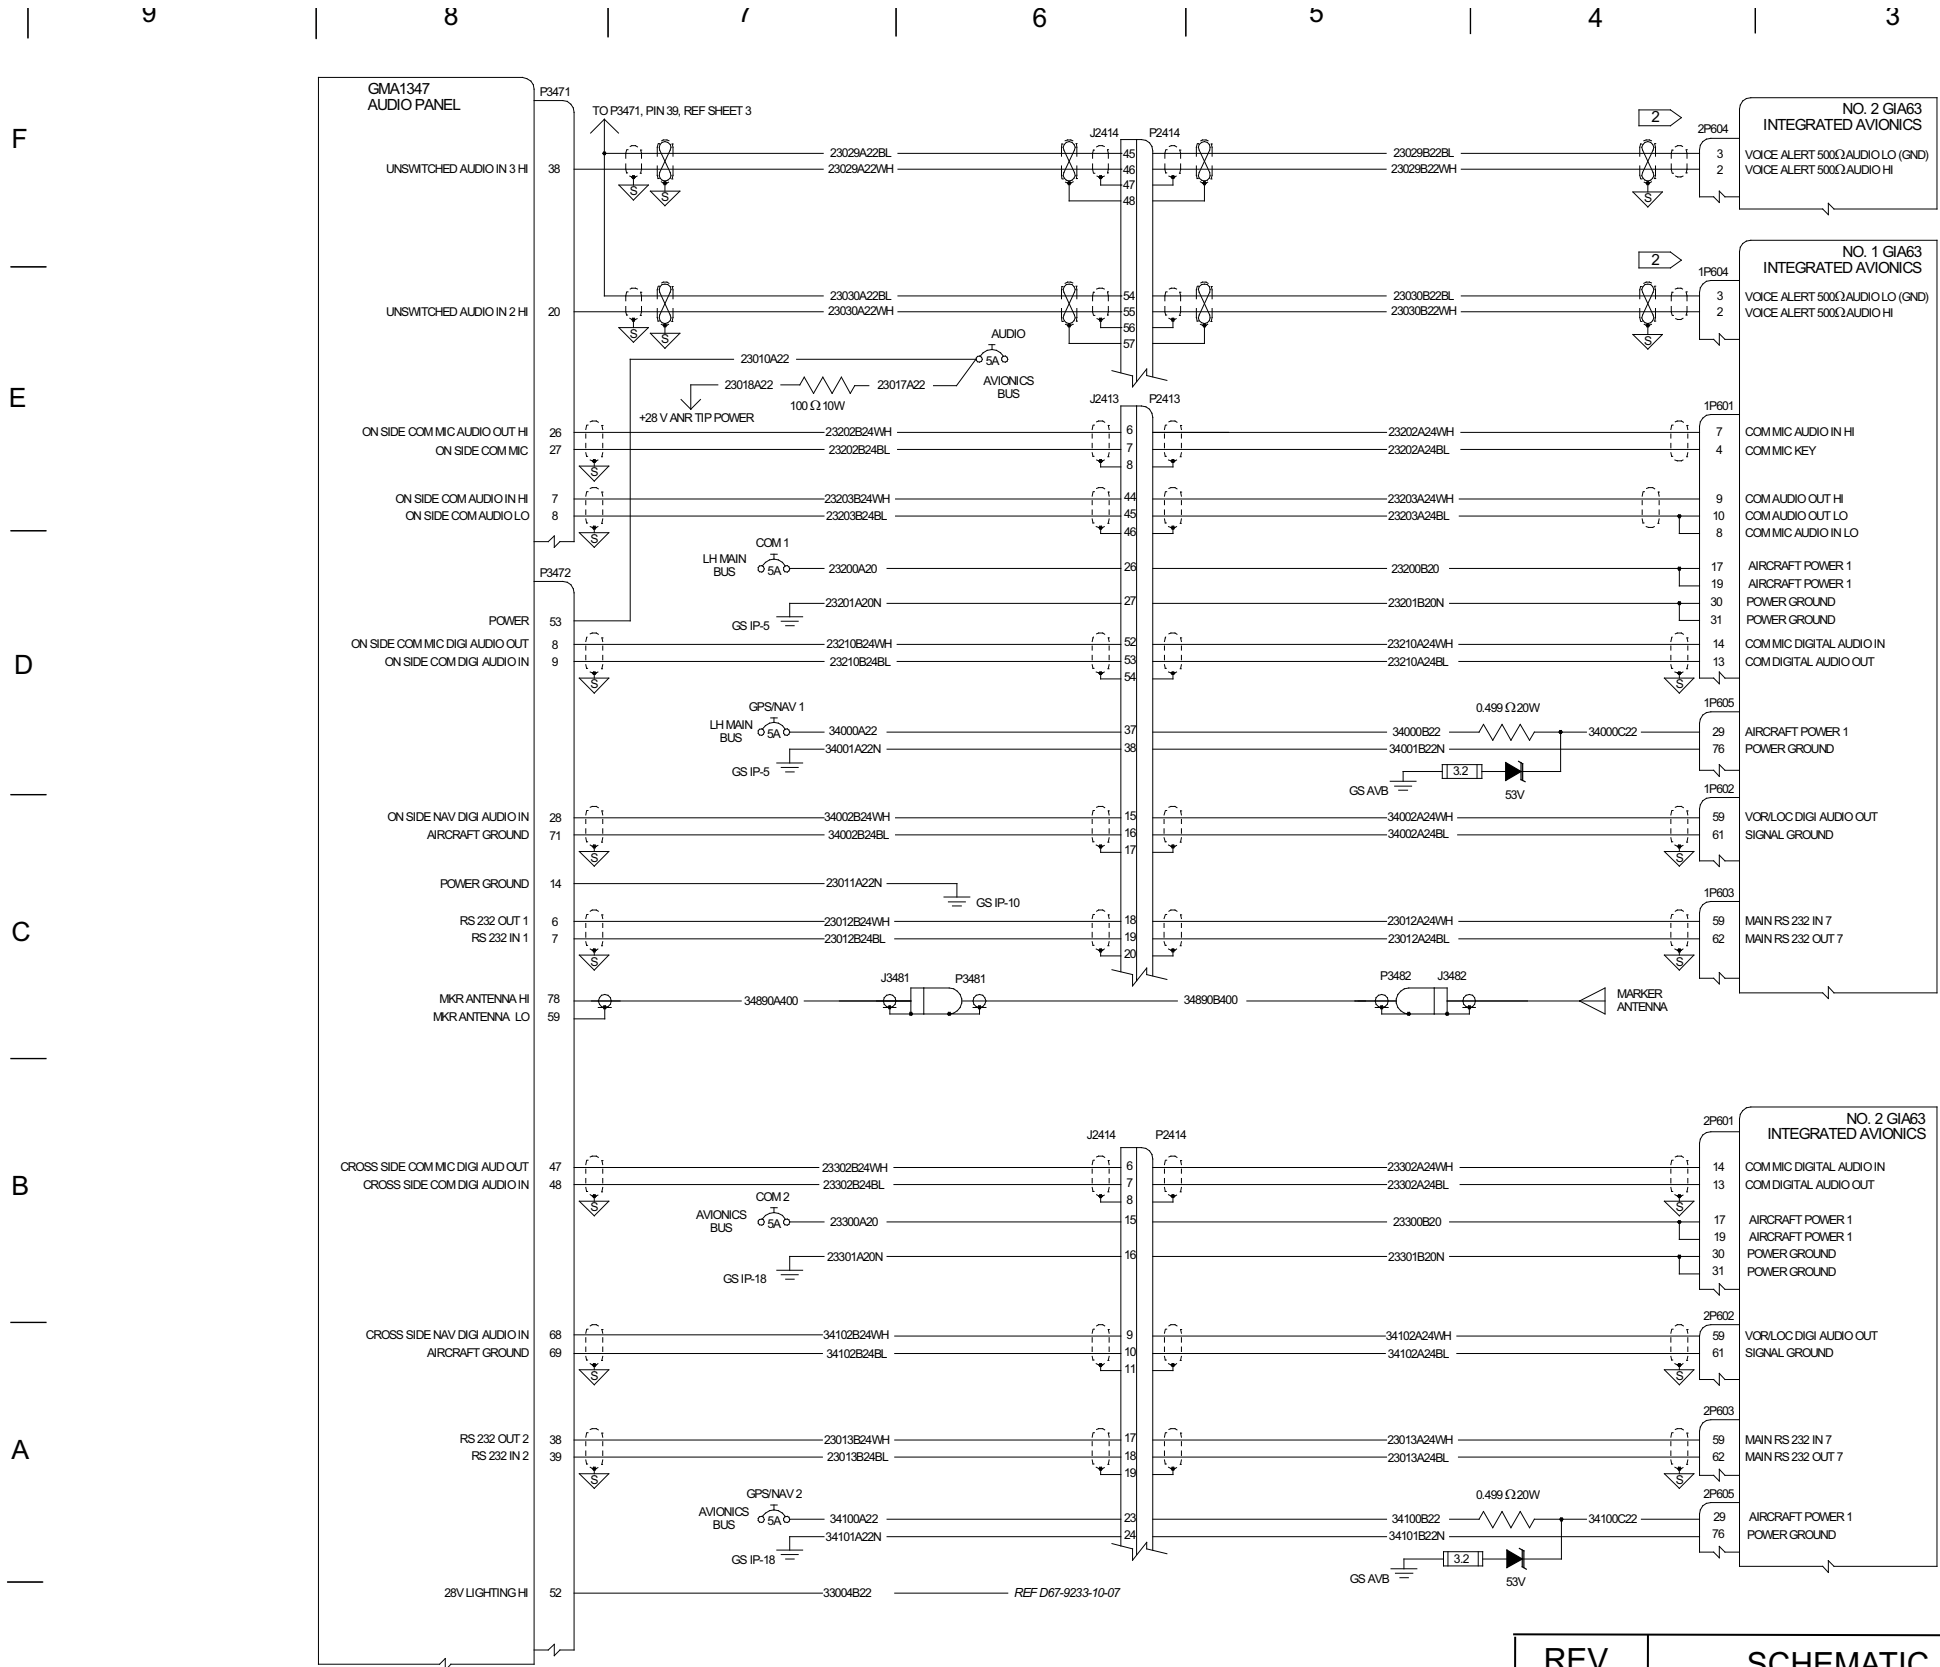 9 8 7 6 5 4 3
GMA1347
AUDIO PANEL
P3471
TO P3471, PIN 39, REF SHEET 3
J2414 P2414
2
2P604
NO. 2 GIA63
INTEGRATED AVIONICS
F
23029A22BL 45 23029B22BL 3 VOICE ALERT 500Ω AUDIO LO (GND)
UNSWITCHED AUDIO IN 3 HI 38 23029A22WH 46 23029B22WH 2 VOICE ALERT 500Ω AUDIO HI
47
S S 48 S
2
1P604
NO. 1 GIA63
INTEGRATED AVIONICS
23030A22BL 54 23030B22BL 3 VOICE ALERT 500Ω AUDIO LO (GND)
UNSWITCHED AUDIO IN 2 HI 20 23030A22WH 55 23030B22WH 2 VOICE ALERT 500Ω AUDIO HI
56
S S 57 S
AUDIO
23010A22 5A
AVIONICS
BUS
23018A22 23017A22
100 Ω 10W
+28 V ANR TIP POWER
E
J2413 P2413
1P601
ON SIDE COM MIC AUDIO OUT HI 26 23202B24WH 6 23202A24WH 7 COM MIC AUDIO IN HI
ON SIDE COM MIC 27 23202B24BL 7 23202A24BL 4 COM MIC KEY
S 8
ON SIDE COM AUDIO IN HI 7 23203B24WH 44 23203A24WH 9 COM AUDIO OUT HI
ON SIDE COM AUDIO LO 8 23203B24BL 45 23203A24BL 10 COM AUDIO OUT LO
S 46 8 COM MIC AUDIO IN LO
COM 1
LH MAIN
BUS
5A 23200A20 26 23200B20 17 AIRCRAFT POWER 1
19 AIRCRAFT POWER 1
P3472
GS IP-5 23201A20N 27 23201B20N 30 POWER GROUND
31 POWER GROUND
POWER 53
D
ON SIDE COM MIC DIGI AUDIO OUT 8 23210B24WH 52 23210A24WH 14 COM MIC DIGITAL AUDIO IN
ON SIDE COM DIGI AUDIO IN 9 23210B24BL 53 23210A24BL 13 COM DIGITAL AUDIO OUT
S 54 S
GPS/NAV 1
LH MAIN
BUS
0.499 Ω 20W
1P605
5A 34000A22 37 34000B22 34000C22 29 AIRCRAFT POWER 1
GS IP-5 34001A22N 38 34001B22N 76 POWER GROUND
GS AVB 3.2 53V
1P602
ON SIDE NAV DIGI AUDIO IN 28 34002B24WH 15 34002A24WH 59 VOR/LOC DIGI AUDIO OUT
AIRCRAFT GROUND 71 34002B24BL 16 34002A24BL 61 SIGNAL GROUND
S 17 S
POWER GROUND 14 23011A22N GS IP-10
1P603
C
RS 232 OUT 1 6 23012B24WH 18 23012A24WH 59 MAIN RS 232 IN 7
RS 232 IN 1 7 23012B24BL 19 23012A24BL 62 MAIN RS 232 OUT 7
S 20 S
J3481 P3481 P3482 J3482
MKR ANTENNA HI 78 34890A400 34890B400 MARKER
ANTENNA
MKR ANTENNA LO 59
J2414 P2414
2P601
NO. 2 GIA63
INTEGRATED AVIONICS
B
CROSS SIDE COM MIC DIGI AUD OUT 47 23302B24WH 6 23302A24WH 14 COM MIC DIGITAL AUDIO IN
CROSS SIDE COM DIGI AUDIO IN 48 23302B24BL 7 23302A24BL 13 COM DIGITAL AUDIO OUT
S 8 S
COM 2
AVIONICS
BUS
5A 23300A20 15 23300B20 17 AIRCRAFT POWER 1
19 AIRCRAFT POWER 1
GS IP-18 23301A20N 16 23301B20N 30 POWER GROUND
31 POWER GROUND
2P602
CROSS SIDE NAV DIGI AUDIO IN 68 34102B24WH 9 34102A24WH 59 VOR/LOC DIGI AUDIO OUT
AIRCRAFT GROUND 69 34102B24BL 10 34102A24BL 61 SIGNAL GROUND
S 11 S
2P603
A
RS 232 OUT 2 38 23013B24WH 17 23013A24WH 59 MAIN RS 232 IN 7
RS 232 IN 2 39 23013B24BL 18 23013A24BL 62 MAIN RS 232 OUT 7
S 19 S
GPS/NAV 2
AVIONICS
BUS
0.499 Ω 20W
2P605
5A 34100A22 23 34100B22 34100C22 29 AIRCRAFT POWER 1
GS IP-18 34101A22N 24 34101B22N 76 POWER GROUND
GS AVB 3.2 53V
28V LIGHTING HI 52 33004B22 REF D67-9233-10-07
REV SCHEMATIC